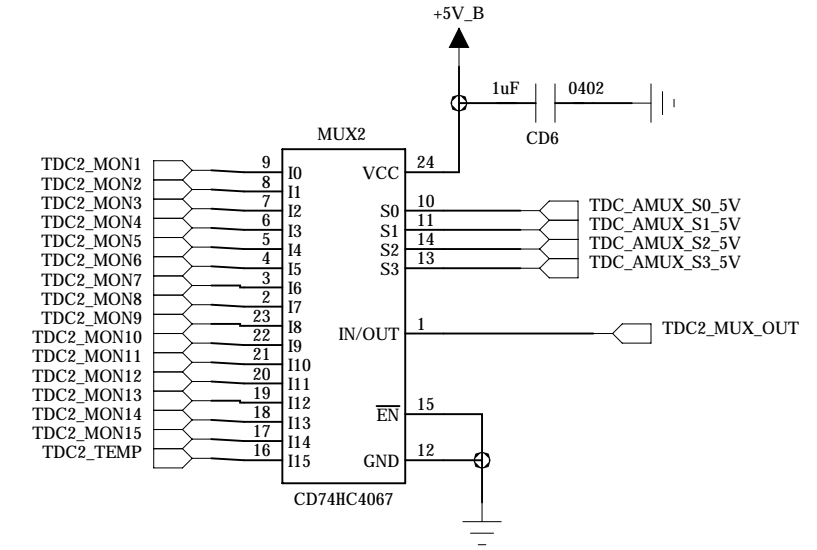 +5V_B
1uF 0402
CD6
MUX2
TDC2_MON1 9 I0 VCC 24
TDC2_MON2 8 I1
TDC2_MON3 7 I2 S0 10 TDC_AMUX_S0_5V
TDC2_MON4 6 I3 S1 11 TDC_AMUX_S1_5V
TDC2_MON5 5 I4 S2 14 TDC_AMUX_S2_5V
TDC2_MON6 4 I5 S3 13 TDC_AMUX_S3_5V
TDC2_MON7 3 I6
TDC2_MON8 2 I7
TDC2_MON9 23 I8
TDC2_MON10 22 I9 IN/OUT 1 TDC2_MUX_OUT
TDC2_MON11 21 I10
TDC2_MON12 20 I11
TDC2_MON13 19 I12
TDC2_MON14 18 I13 EN 15
TDC2_MON15 17 I14
TDC2_TEMP 16 I15 GND 12
CD74HC4067